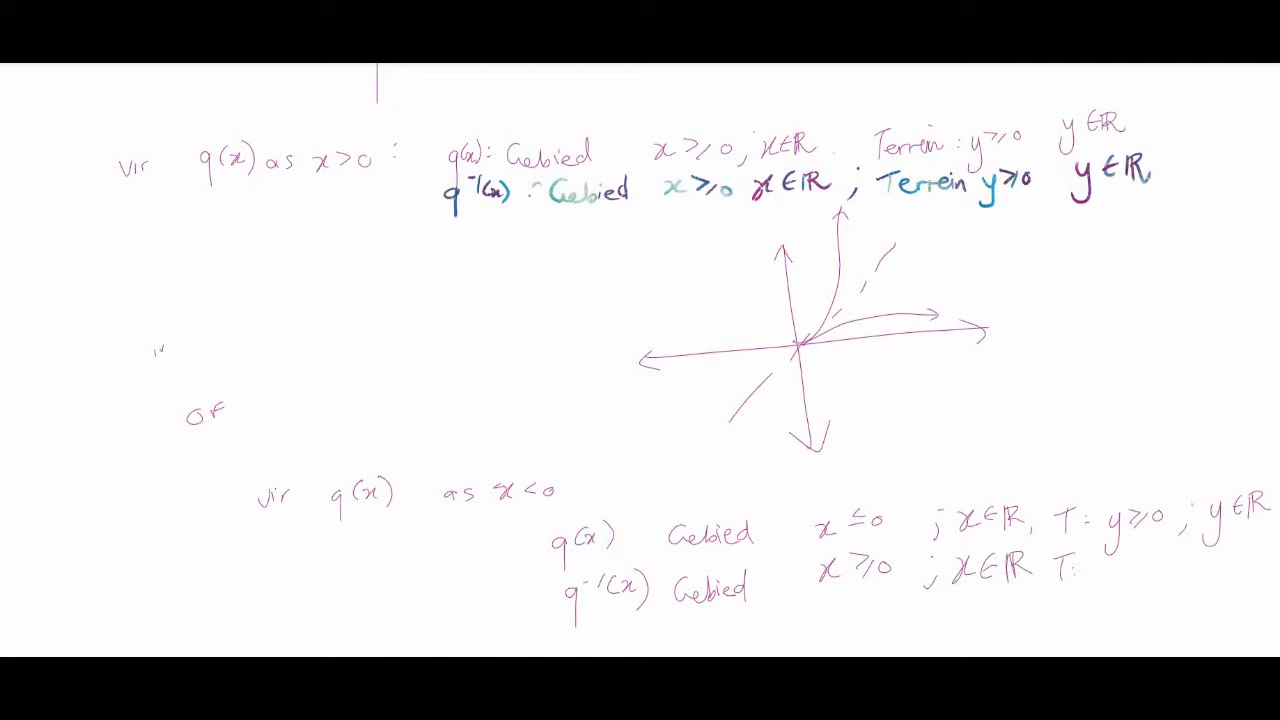 vir q(x) as x>0 : q(x): Gebied x ≥ 0 ; x∈ℝ Terrein : y ≥ 0 y∈ℝ
q⁻¹(x) : Gebied x ≥ 0 x∈ℝ ; Terrein y ≥ 0 y∈ℝ
OF
vir q(x) as x<0
q(x) Gebied x ≤ 0 ; x∈ℝ, T: y ≥ 0 ; y∈ℝ
q⁻¹(x) Gebied x ≥ 0 ; x∈ℝ T: